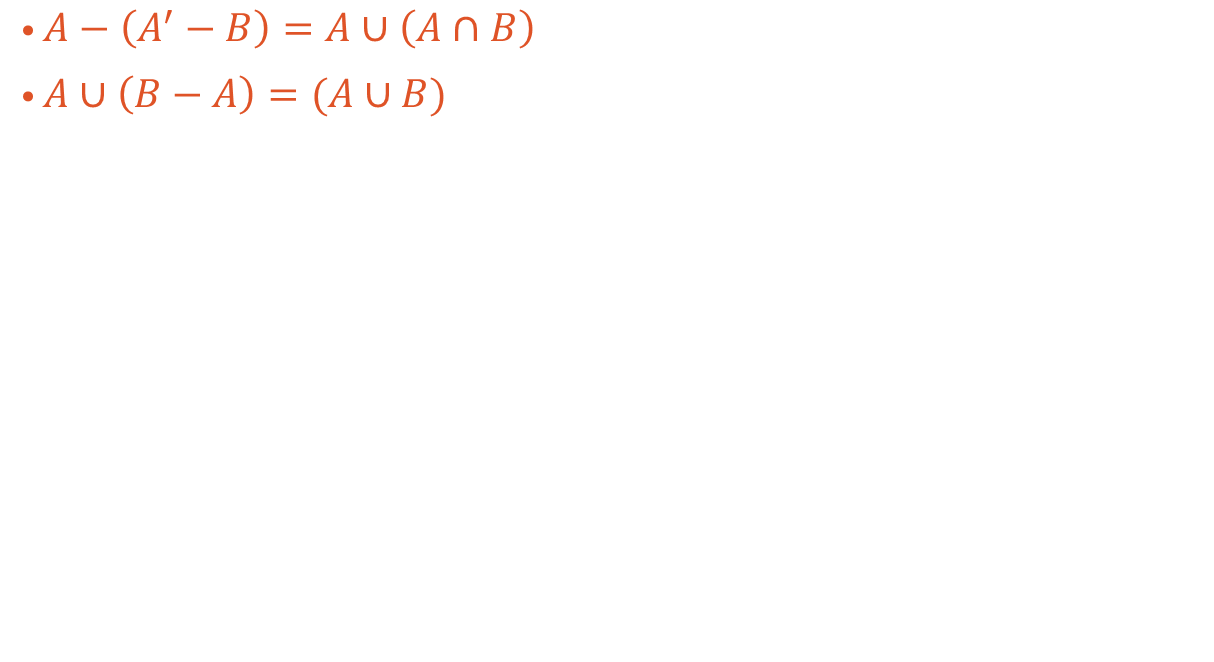 • A − (A′ − B) = A ∪ (A ∩ B)
• A ∪ (B − A) = (A ∪ B)